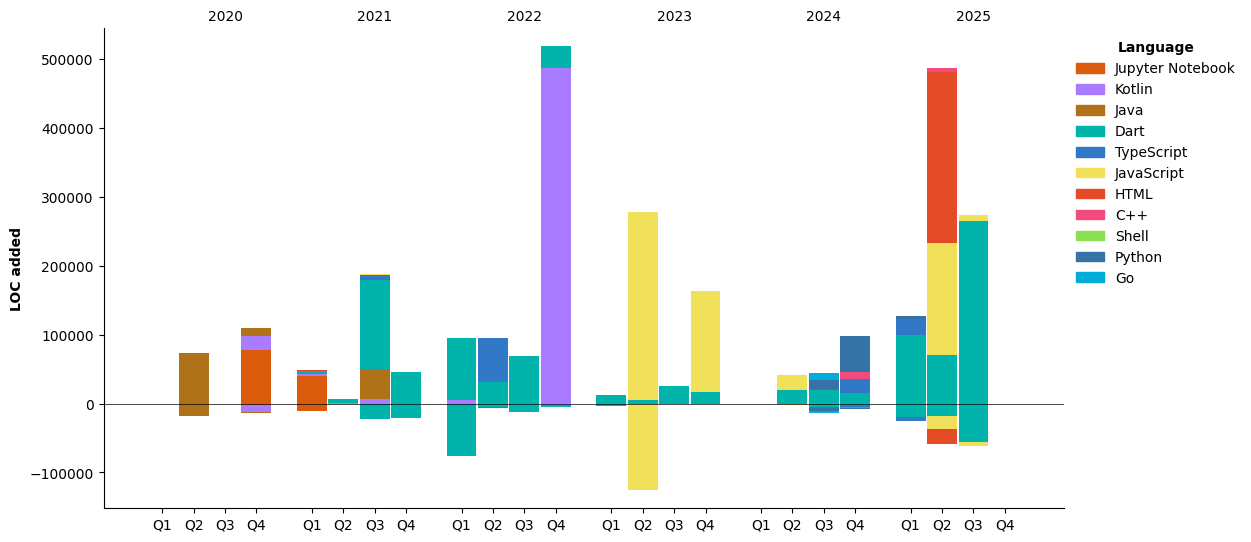 2020 2021 2022 2023 2024 2025
LOC added
500000
400000
300000
200000
100000
0
−100000
Q1 Q2 Q3 Q4 Q1 Q2 Q3 Q4 Q1 Q2 Q3 Q4 Q1 Q2 Q3 Q4 Q1 Q2 Q3 Q4 Q1 Q2 Q3 Q4
Language
Jupyter Notebook
Kotlin
Java
Dart
TypeScript
JavaScript
HTML
C++
Shell
Python
Go